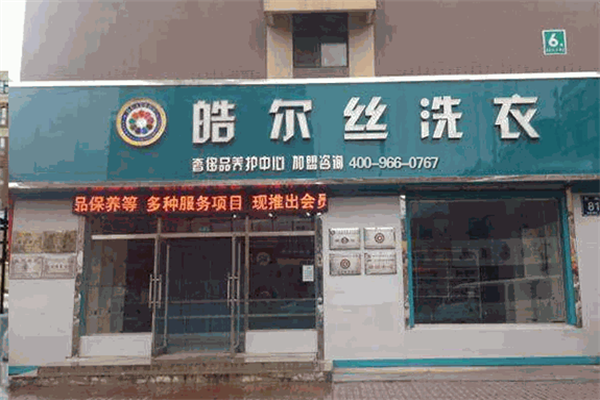 6
皓尔丝洗衣
奢侈品养护中心 加盟咨询 400-966-0767
品保养等 多种服务项目 现推出会员
81